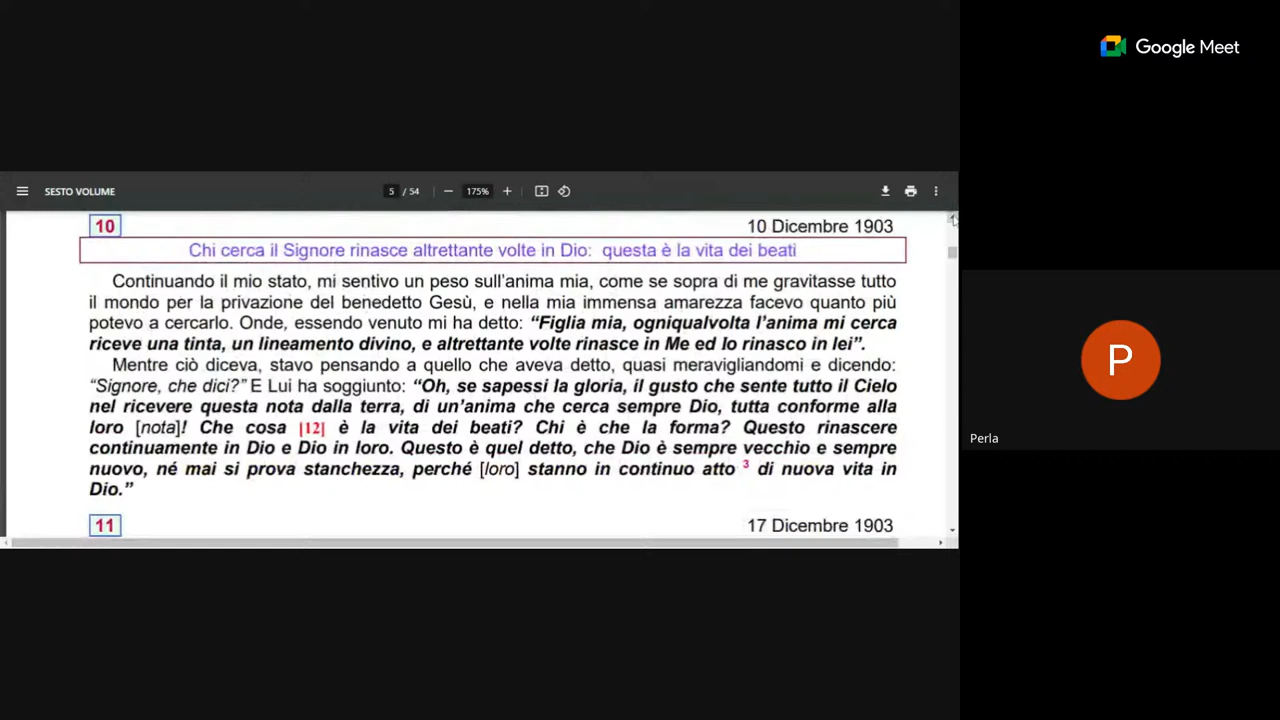 Google Meet
SESTO VOLUME
5 / 54
175%
10
10 Dicembre 1903
Chi cerca il Signore rinasce altrettante volte in Dio: questa è la vita dei beati
Continuando il mio stato, mi sentivo un peso sull'anima mia, come se sopra di me gravitasse tutto
il mondo per la privazione del benedetto Gesù, e nella mia immensa amarezza facevo quanto più
potevo a cercarlo. Onde, essendo venuto mi ha detto: “Figlia mia, ogniqualvolta l'anima mi cerca
riceve una tinta, un lineamento divino, e altrettante volte rinasce in Me ed Io rinasco in lei”.
Mentre ciò diceva, stavo pensando a quello che aveva detto, quasi meravigliandomi e dicendo:
“Signore, che dici?” E Lui ha soggiunto: “Oh, se sapessi la gloria, il gusto che sente tutto il Cielo
nel ricevere questa nota dalla terra, di un'anima che cerca sempre Dio, tutta conforme alla
loro [nota]! Che cosa |12| è la vita dei beati? Chi è che la forma? Questo rinascere
continuamente in Dio e Dio in loro. Questo è quel detto, che Dio è sempre vecchio e sempre
nuovo, né mai si prova stanchezza, perché [loro] stanno in continuo atto 3 di nuova vita in
Dio.”
11
17 Dicembre 1903
P
Perla